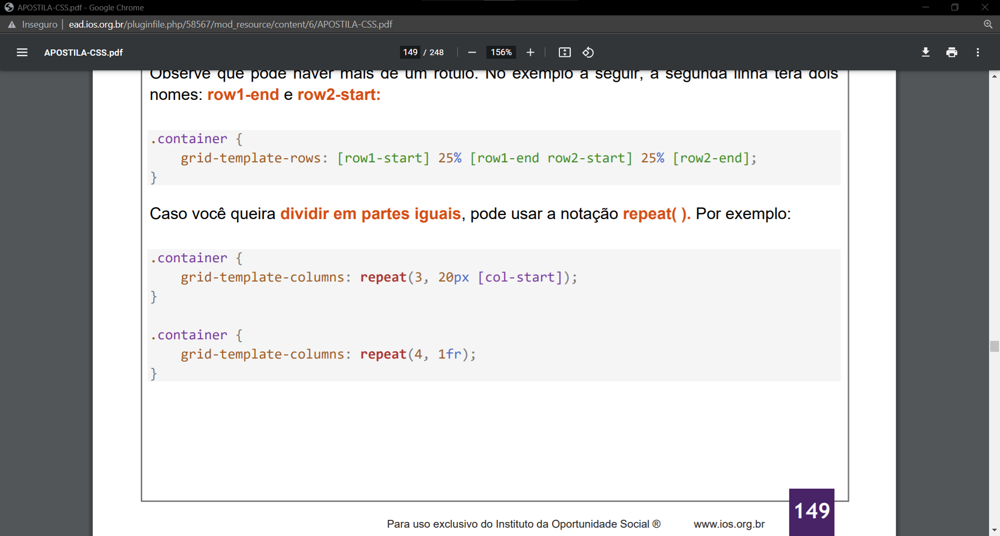 APOSTILA-CSS.pdf - Google Chrome
Inseguro | ead.ios.org.br/pluginfile.php/58567/mod_resource/content/6/APOSTILA-CSS.pdf
APOSTILA-CSS.pdf 149 / 248 156%
Observe que pode haver mais de um rótulo. No exemplo a seguir, a segunda linha terá dois
nomes: row1-end e row2-start:
.container {
    grid-template-rows: [row1-start] 25% [row1-end row2-start] 25% [row2-end];
}
Caso você queira dividir em partes iguais, pode usar a notação repeat( ). Por exemplo:
.container {
    grid-template-columns: repeat(3, 20px [col-start]);
}
.container {
    grid-template-columns: repeat(4, 1fr);
}
149
Para uso exclusivo do Instituto da Oportunidade Social ® www.ios.org.br